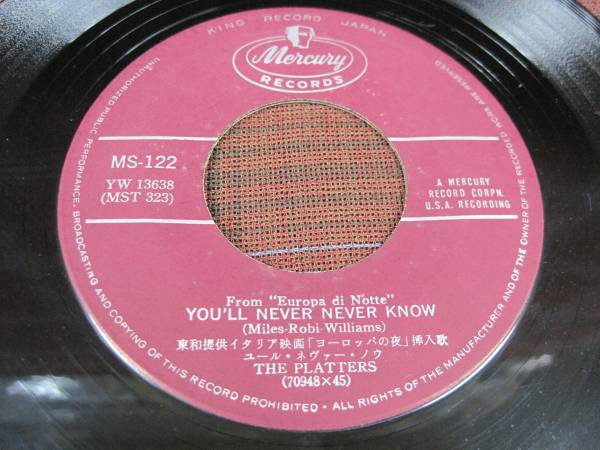 KING RECORD JAPAN
Mercury
RECORDS
MS-122
YW 13638
(MST 323)
A MERCURY
RECORD CORPN.
U.S.A. RECORDING
From "Europa di Notte"
YOU'LL NEVER NEVER KNOW
(Miles-Robi-Williams)
東和提供イタリア映画「ヨーロッパの夜」挿入歌
ユール・ネヴァー・ノウ
THE PLATTERS
(70948×45)
UNAUTHORIZED PUBLIC PERFORMANCE, BROADCASTING AND COPYING OF THIS RECORD PROHIBITED · ALL RIGHTS OF THE MANUFACTURER AND OF THE OWNER OF THE RECORDED WORK ARE RESERVED